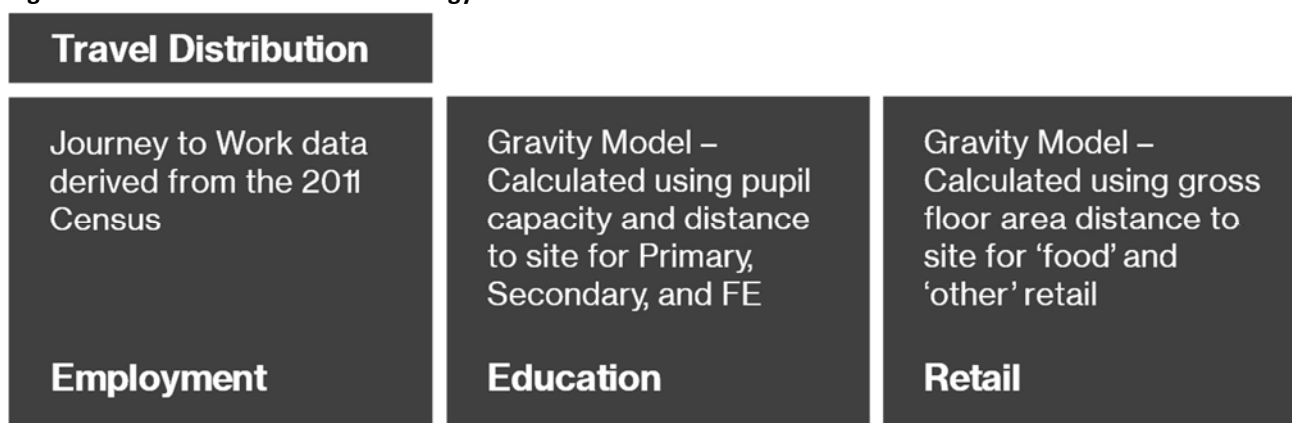 Travel Distribution
Journey to Work data
derived from the 2011
Census
Employment
Gravity Model –
Calculated using pupil
capacity and distance
to site for Primary,
Secondary, and FE
Education
Gravity Model –
Calculated using gross
floor area distance to
site for ‘food’ and
‘other’ retail
Retail